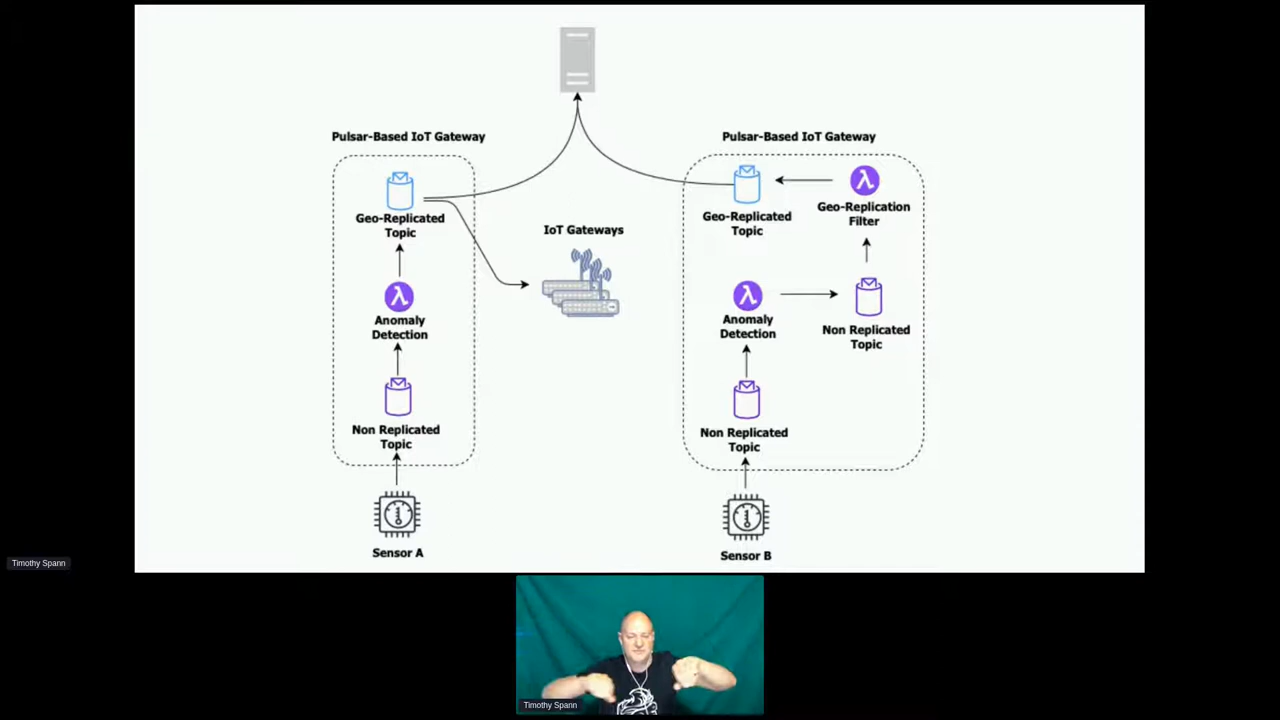 Pulsar-Based IoT Gateway
Geo-Replicated
Topic
Anomaly
Detection
Non Replicated
Topic
Sensor A
IoT Gateways
Pulsar-Based IoT Gateway
Geo-Replicated
Topic
Geo-Replication
Filter
Anomaly
Detection
Non Replicated
Topic
Non Replicated
Topic
Sensor B
Timothy Spann
Timothy Spann